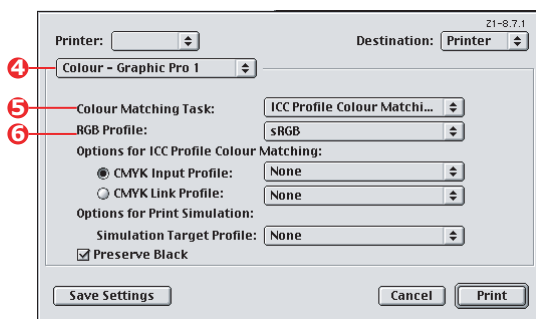 Z1-8.7.1
Printer: Destination: Printer
4 Colour - Graphic Pro 1
5 Colour Matching Task: ICC Profile Colour Matchi...
6 RGB Profile: sRGB
Options for ICC Profile Colour Matching:
CMYK Input Profile: None
CMYK Link Profile: None
Options for Print Simulation:
Simulation Target Profile: None
Preserve Black
Save Settings Cancel Print